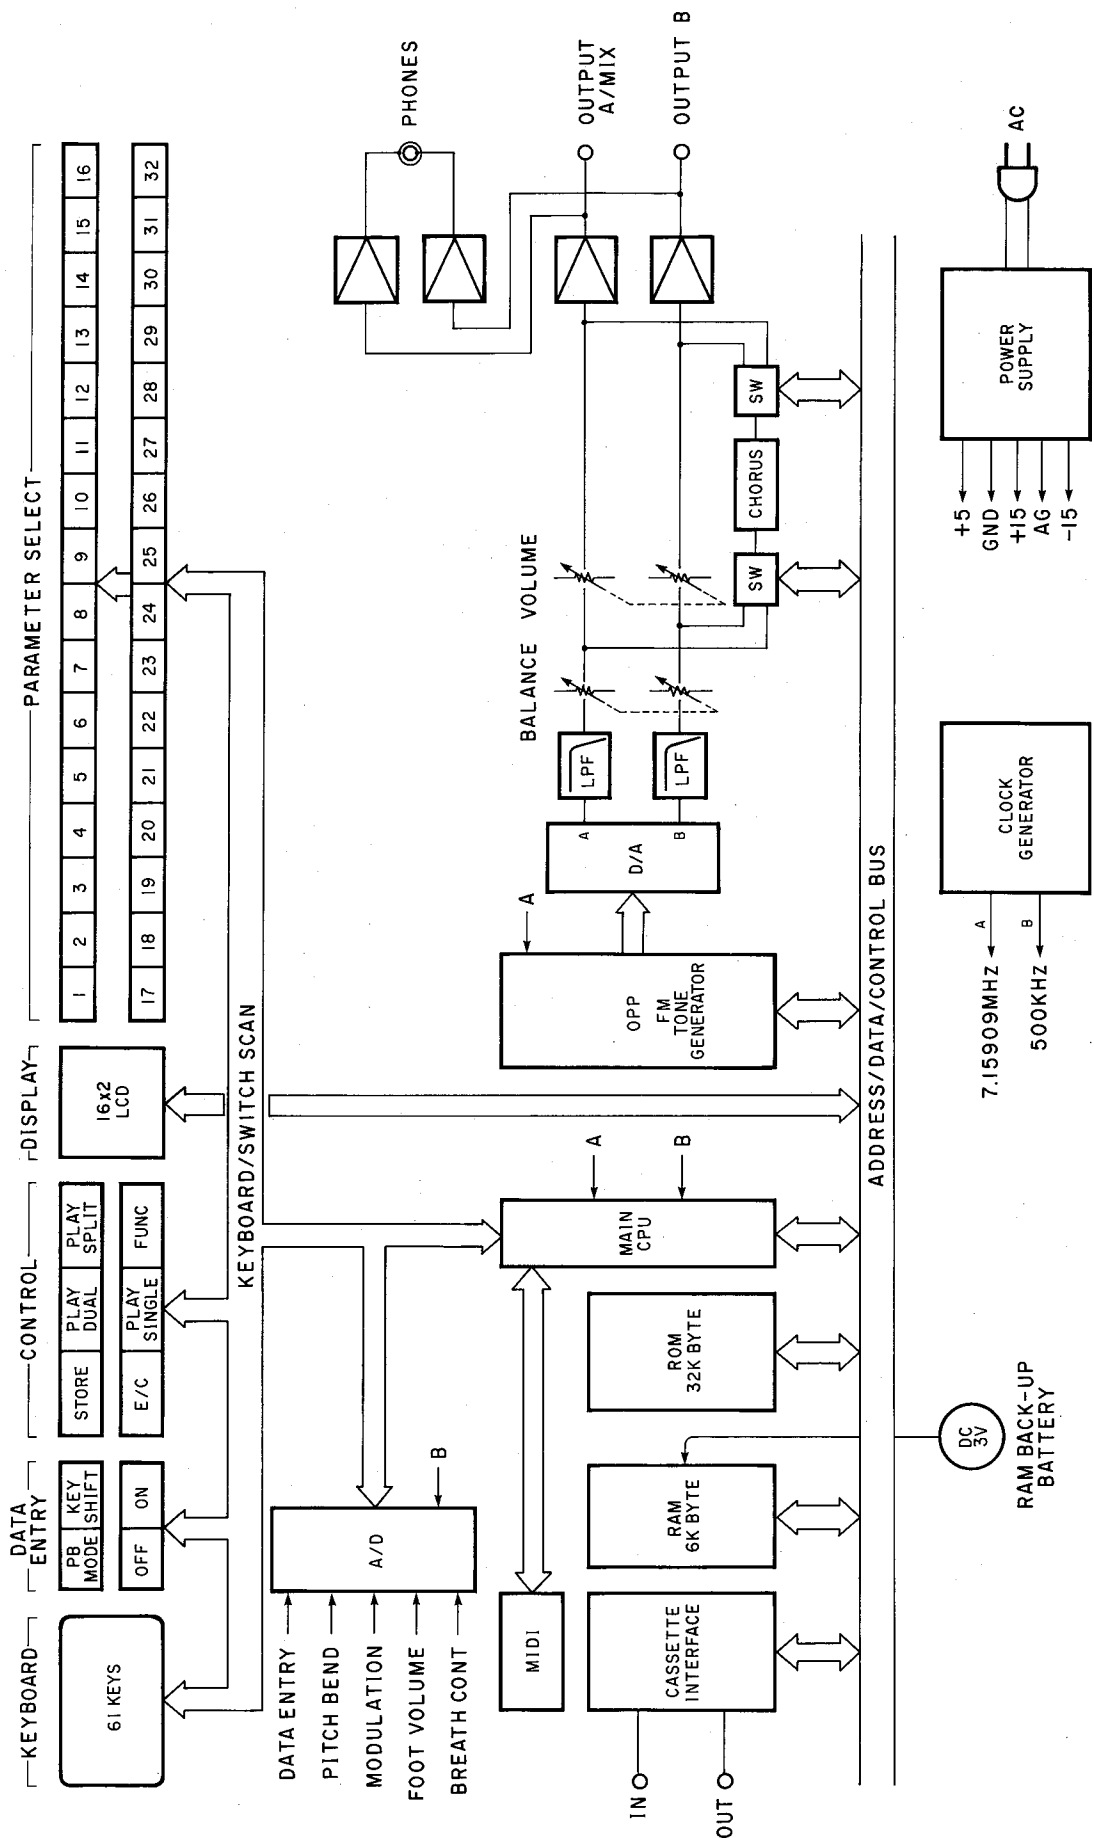 KEYBOARD
DATA
ENTRY
CONTROL
DISPLAY
PARAMETER SELECT
61 KEYS
PB
MODE
KEY
SHIFT
OFF
ON
STORE
PLAY
DUAL
PLAY
SPLIT
E/C
PLAY
SINGLE
FUNC
16x2
LCD
1 2 3 4 5 6 7 8 9 10 11 12 13 14 15 16
17 18 19 20 21 22 23 24 25 26 27 28 29 30 31 32
KEYBOARD/SWITCH SCAN
DATA ENTRY
PITCH BEND
MODULATION
FOOT VOLUME
BREATH CONT
A/D
B
MIDI
MAIN
CPU
A
B
OPP
FM
TONE
GENERATOR
A
D/A
A
B
LPF
LPF
BALANCE
VOLUME
SW
CHORUS
SW
PHONES
OUTPUT
A/MIX
OUTPUT B
IN
OUT
CASSETTE
INTERFACE
RAM
6K BYTE
ROM
32K BYTE
ADDRESS/DATA/CONTROL BUS
DC
3V
RAM BACK-UP
BATTERY
7.15909MHZ
A
500KHZ
B
CLOCK
GENERATOR
+5
GND
+15
AG
-15
POWER
SUPPLY
AC